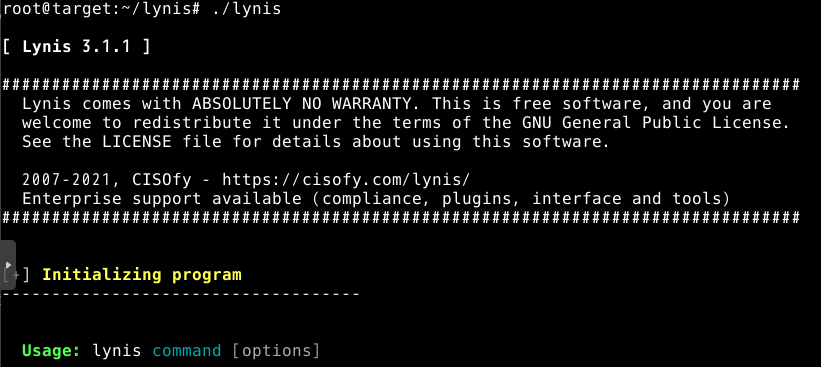 root@target:~/lynis# ./lynis
[ Lynis 3.1.1 ]
################################################################################
Lynis comes with ABSOLUTELY NO WARRANTY. This is free software, and you are
welcome to redistribute it under the terms of the GNU General Public License.
See the LICENSE file for details about using this software.
2007-2021, CISOfy - https://cisofy.com/lynis/
Enterprise support available (compliance, plugins, interface and tools)
################################################################################
[+] Initializing program
------------------------------------
Usage: lynis command [options]